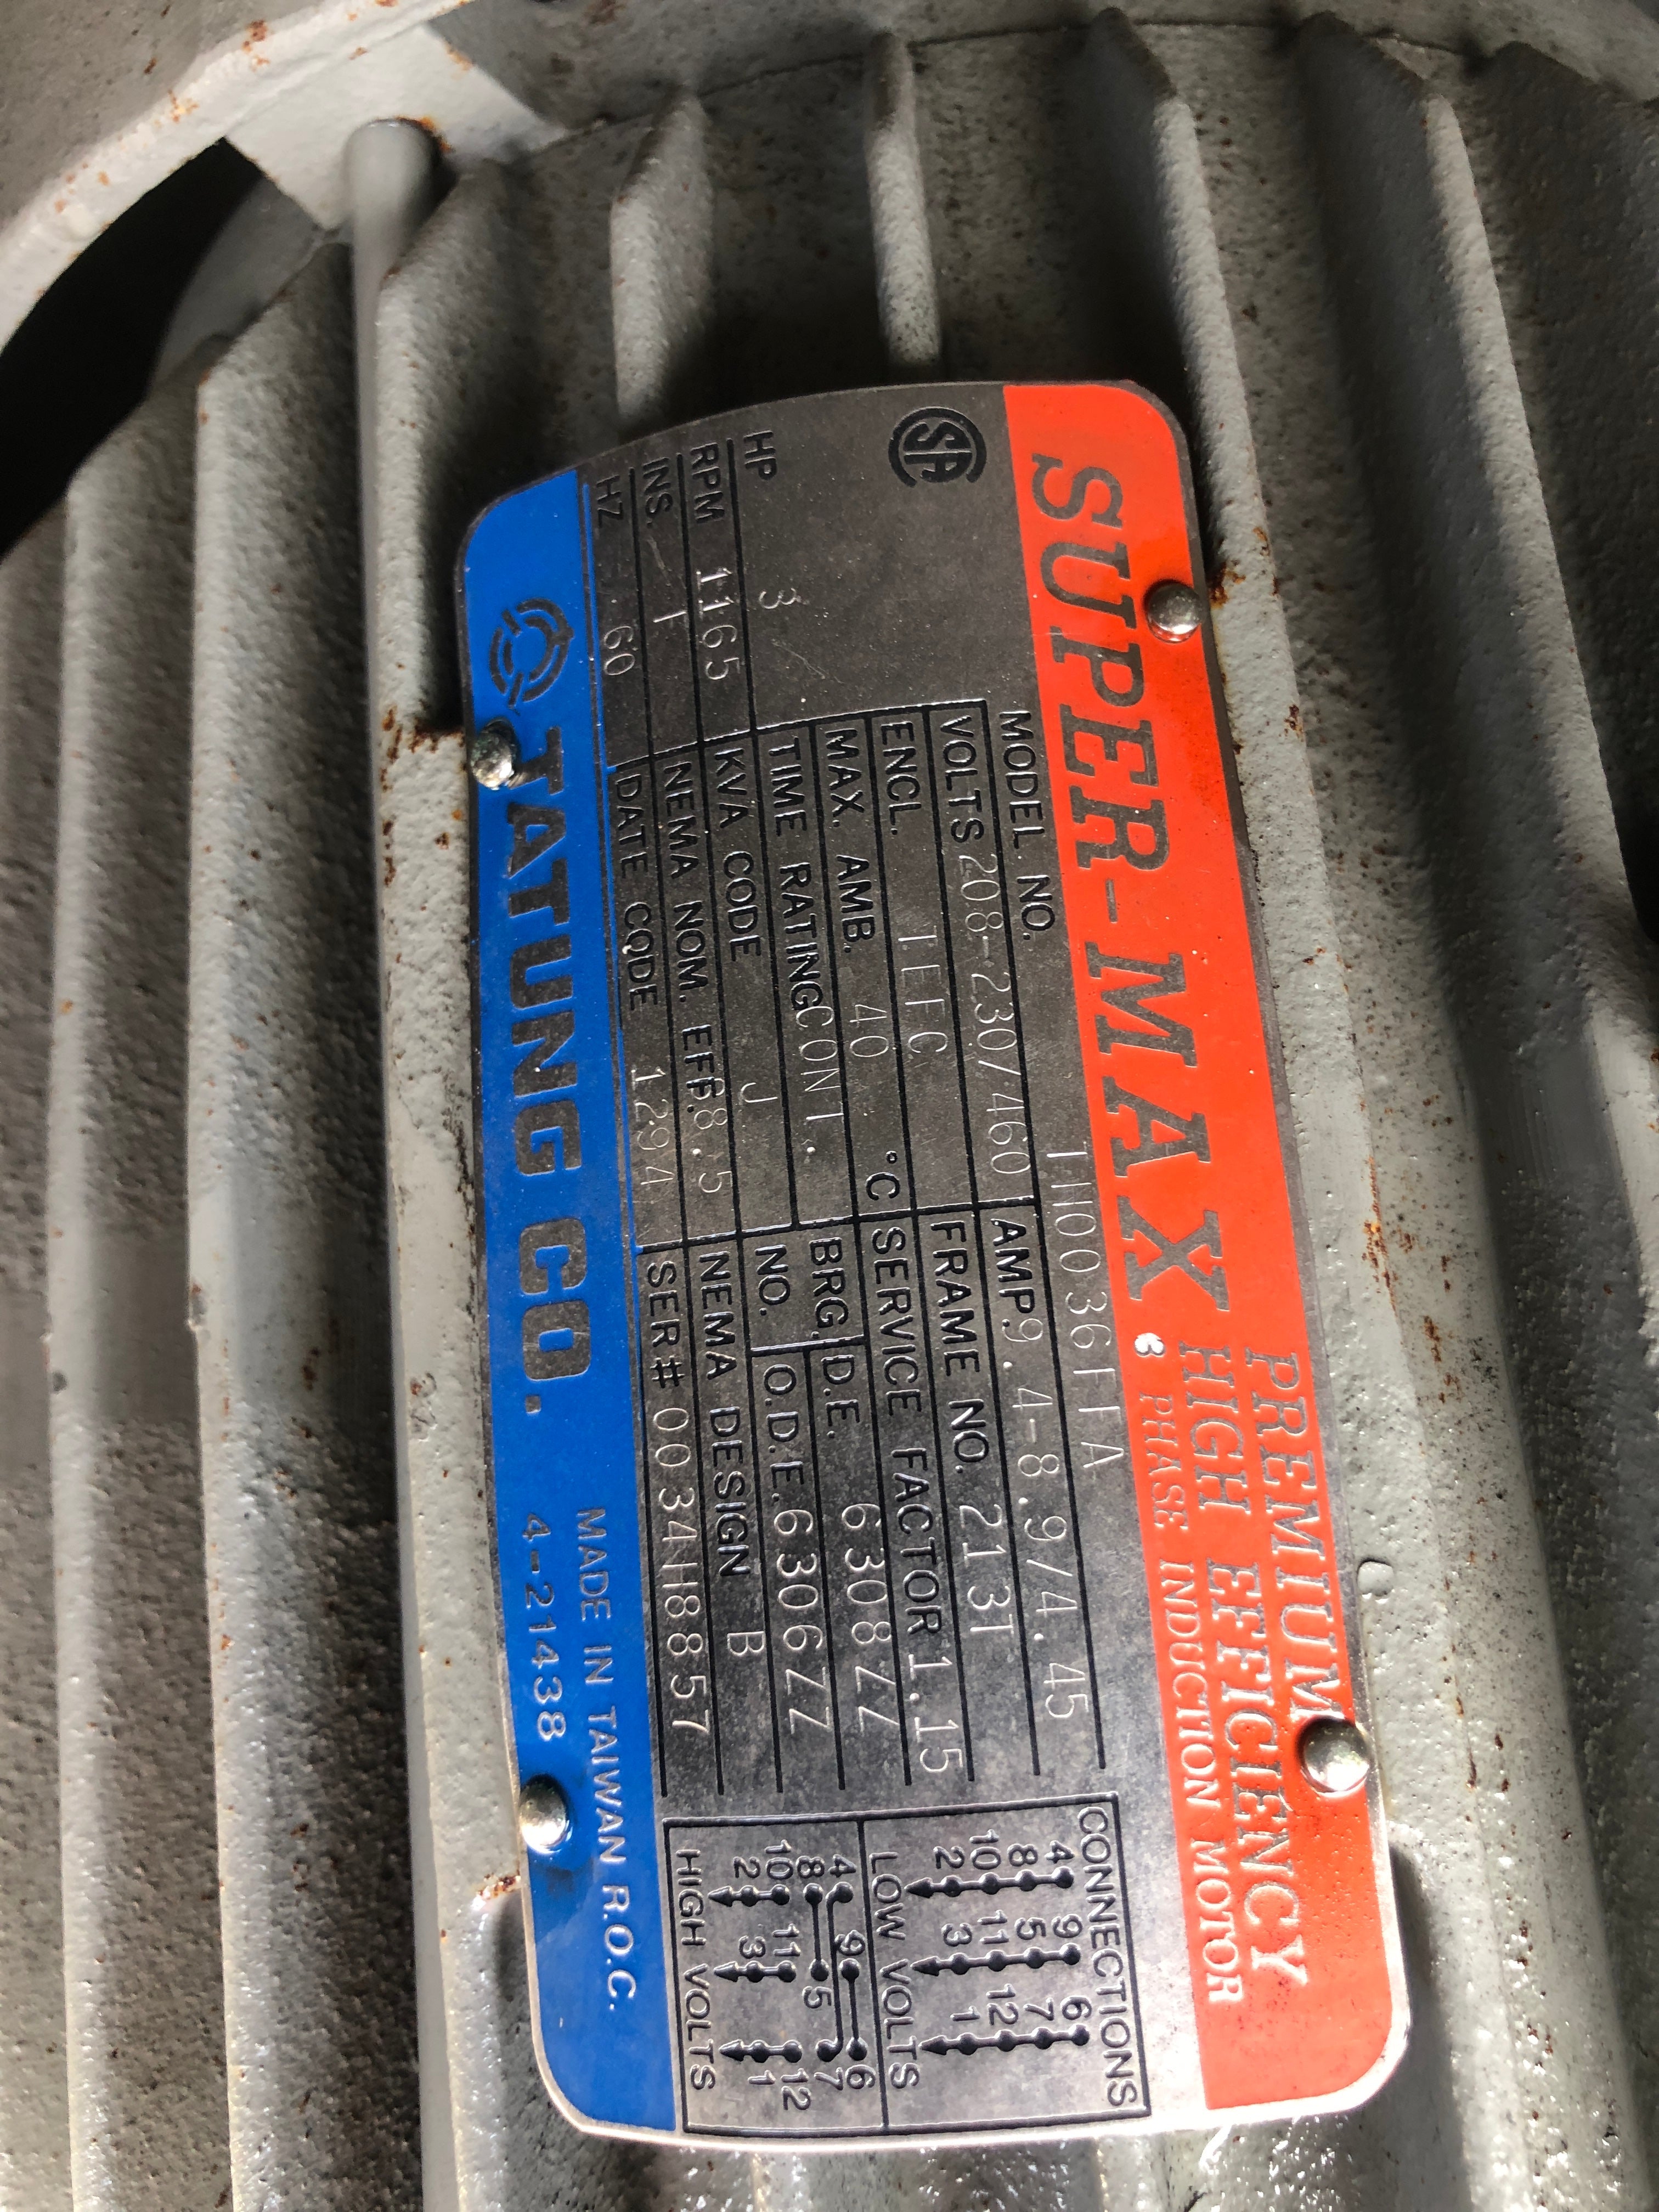 SUPER-MAX
PREMIUM
HIGH EFFICIENCY
3 PHASE INDUCTION MOTOR
SA
MODEL NO.
VOLTS 208-230/460 AMP 9.4-8.9/4.45
ENCL. TEFC FRAME NO. 213T
MAX. AMB. 40 °C SERVICE FACTOR 1.15
HP 3 TIME RATING CONT. BRG. NO. D.E. 6308ZZ
RPM 1165 KVA CODE J O.D.E. 6306ZZ
INS. F NEMA NOM. EFF. 88.5 NEMA DESIGN B
HZ 60 DATE CODE 1294 SER# 0034H8857
CONNECTIONS
4 9 6
8 5 7
10 11 12
2 3 1
LOW VOLTS
4 9 6
8 5 7
10 11 12
2 3 1
HIGH VOLTS
TATUNG CO.
MADE IN TAIWAN R.O.C.
4-21438